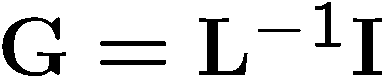 G = L⁻¹I